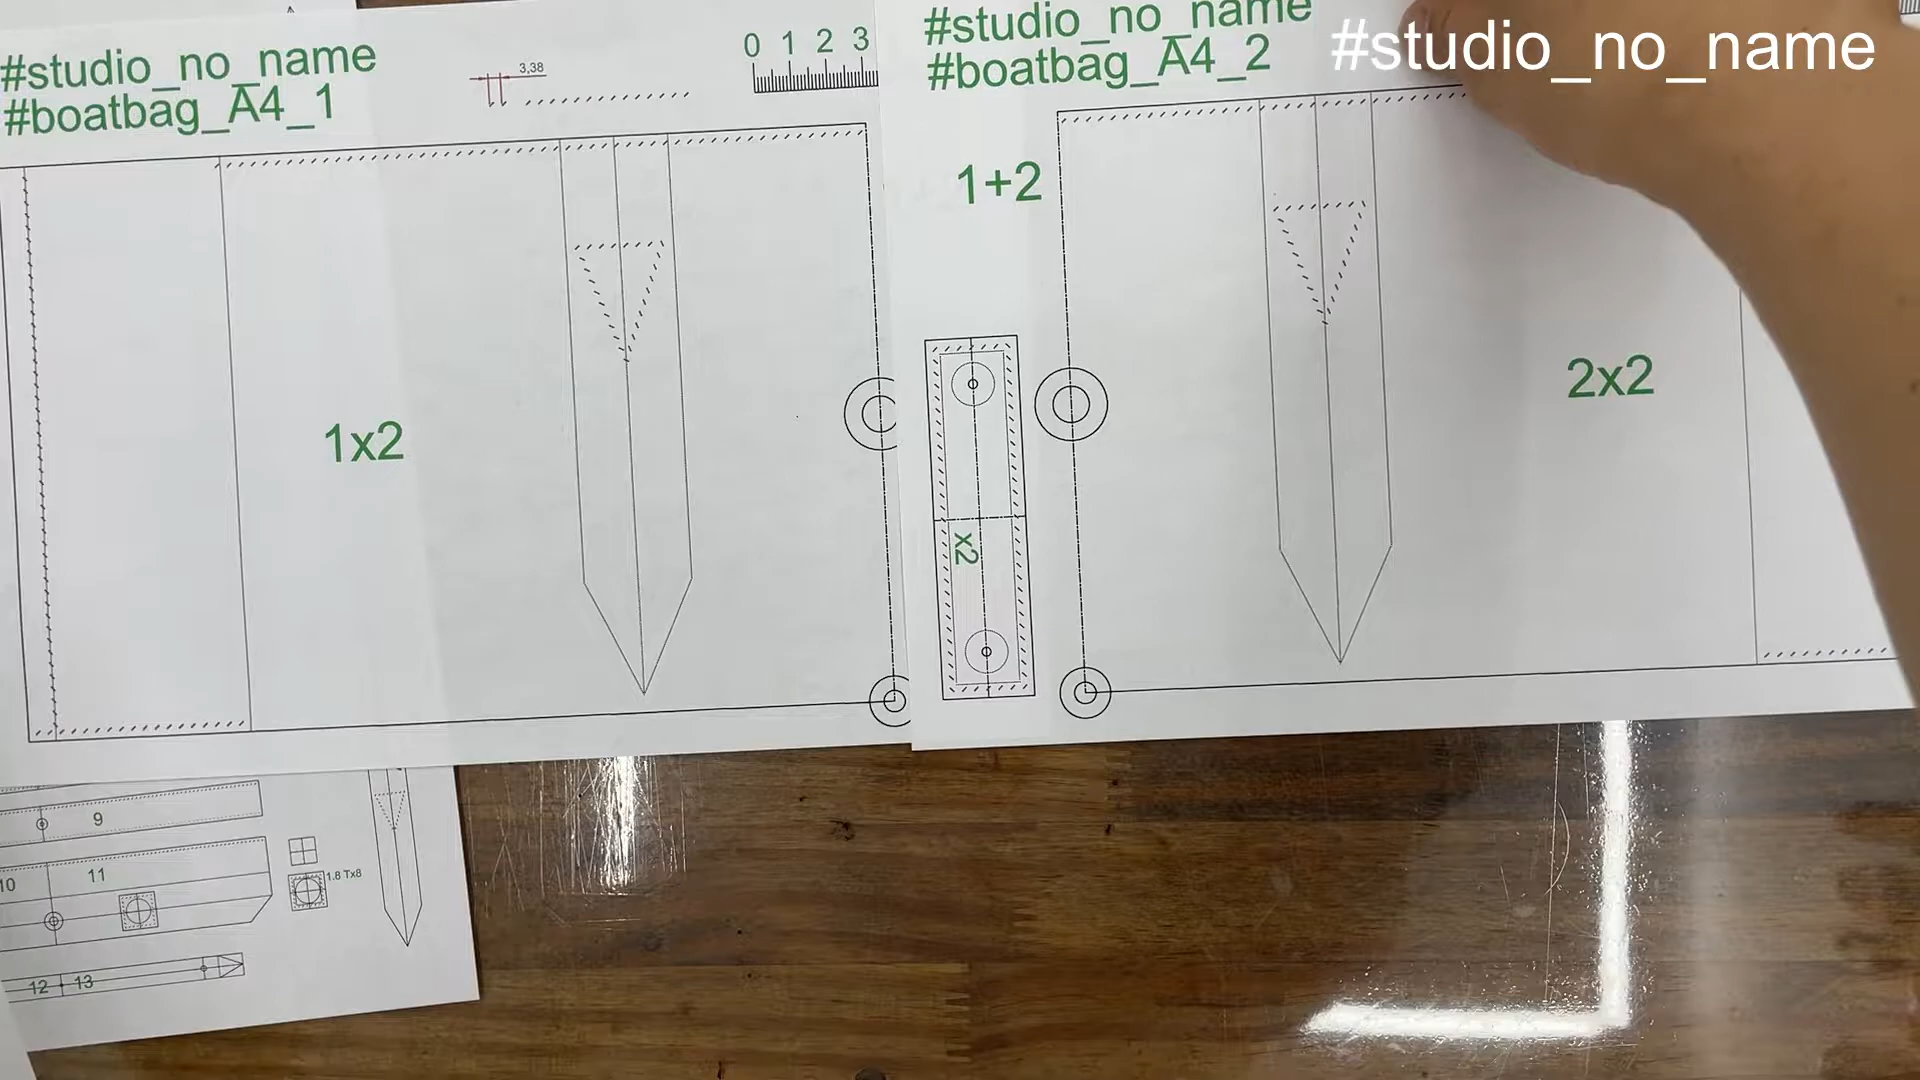 #studio_no_name
#boatbag_A4_1
3,38
0 1 2 3
1x2
#studio_no_name
#boatbag_A4_2
1+2
x2
2x2
#studio_no_name
9
10
11
1.8 Tx8
12
13